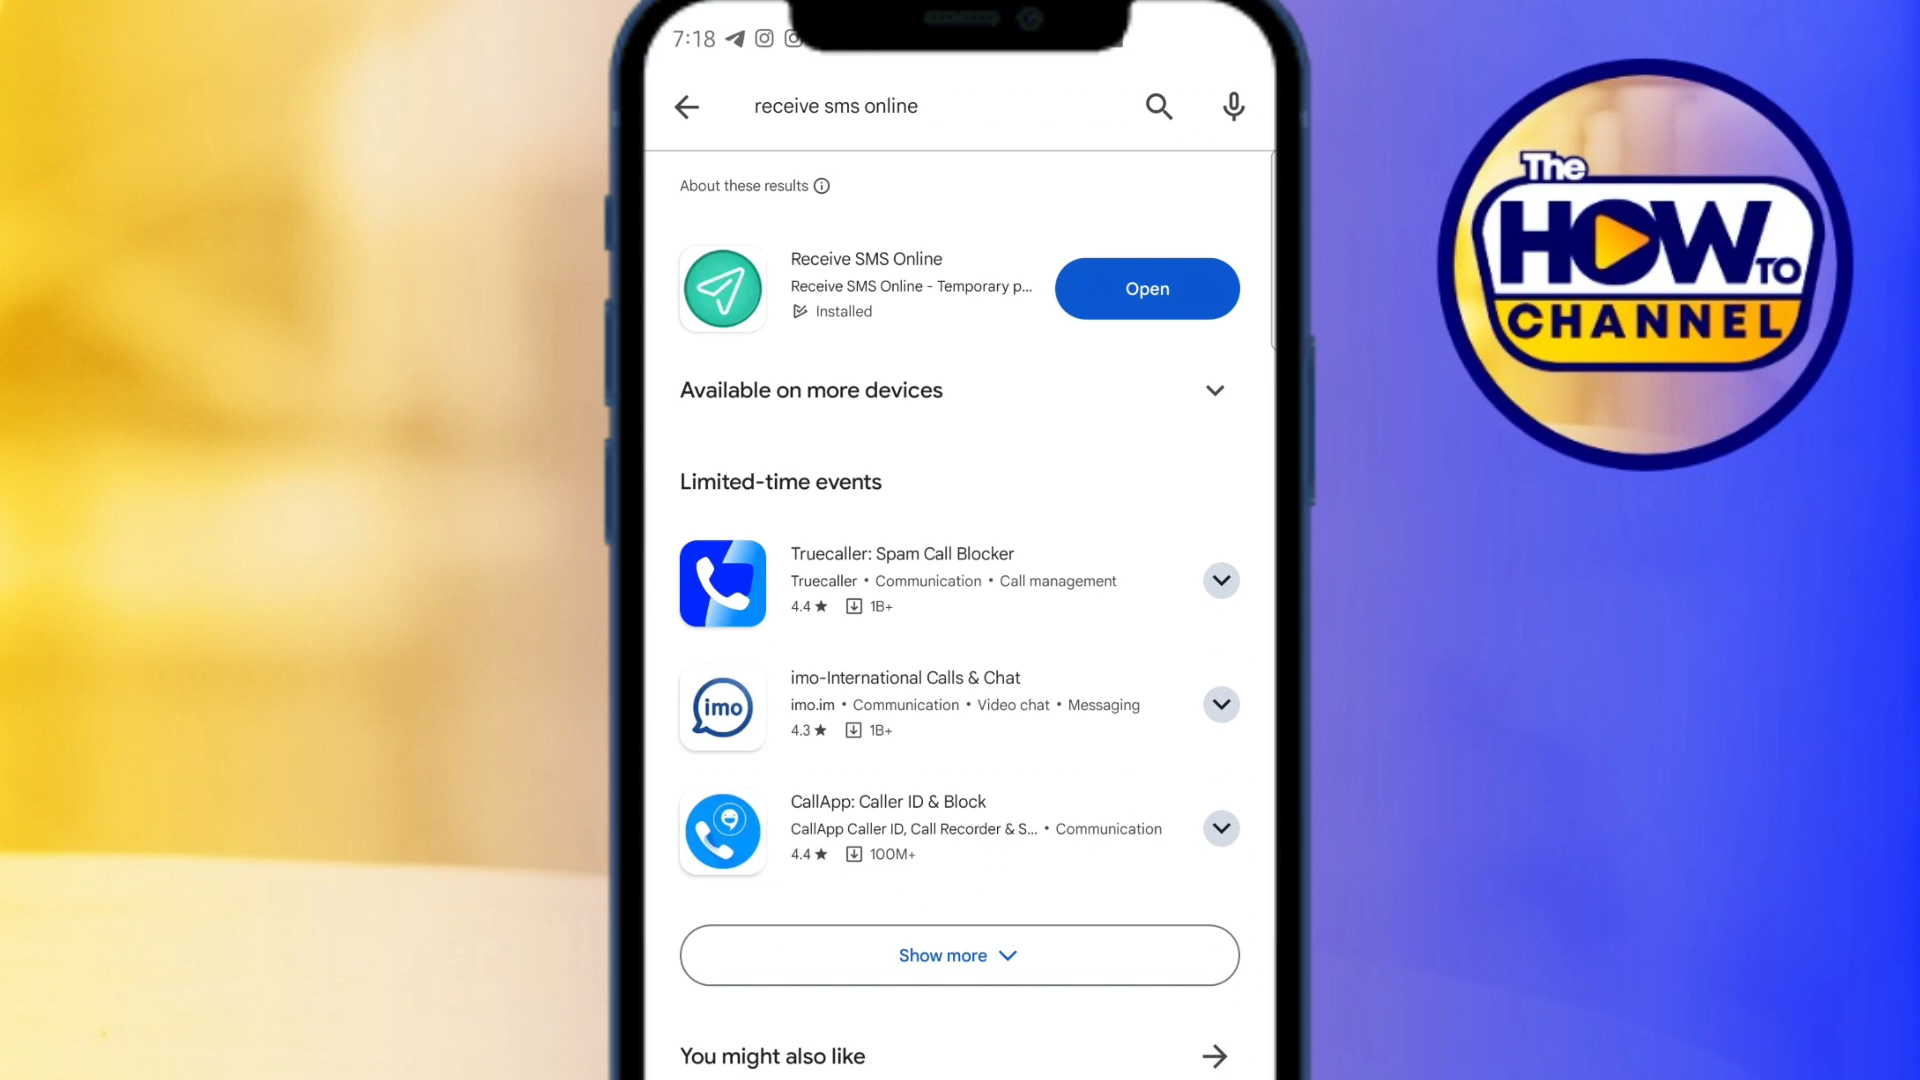 7:18
receive sms online
About these results
Receive SMS Online
Receive SMS Online - Temporary p...
Installed
Open
Available on more devices
Limited-time events
Truecaller: Spam Call Blocker
Truecaller • Communication • Call management
4.4★ 1B+
imo
imo-International Calls & Chat
imo.im • Communication • Video chat • Messaging
4.3★ 1B+
CallApp: Caller ID & Block
CallApp Caller ID, Call Recorder & S... • Communication
4.4★ 100M+
Show more
You might also like
The
HOW TO
CHANNEL